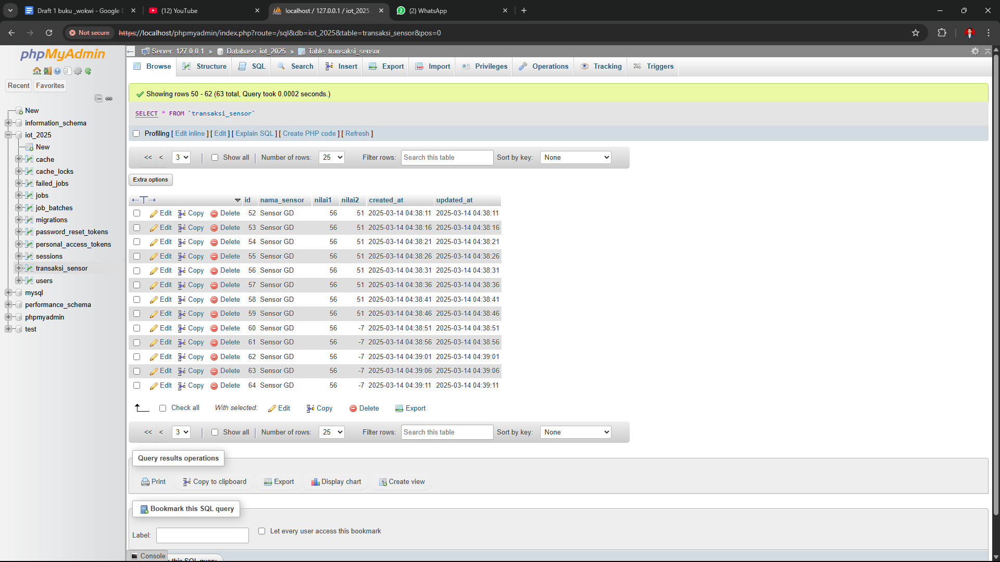 Draft 1 buku _wokwi - Google D
(12) YouTube
localhost / 127.0.0.1 / iot_2025
(2) WhatsApp
Not secure https://localhost/phpmyadmin/index.php?route=/sql&db=iot_2025&table=transaksi_sensor&pos=0
phpMyAdmin
Recent Favorites
New
information_schema
iot_2025
New
cache
cache_locks
failed_jobs
jobs
job_batches
migrations
password_reset_tokens
personal_access_tokens
sessions
transaksi_sensor
users
mysql
performance_schema
phpmyadmin
test
Server: 127.0.0.1 » Database: iot_2025 » Table: transaksi_sensor
Browse Structure SQL Search Insert Export Import Privileges Operations Tracking Triggers
Showing rows 50 - 62 (63 total, Query took 0.0002 seconds.)
SELECT * FROM `transaksi_sensor`
Profiling [ Edit inline ] [ Edit ] [ Explain SQL ] [ Create PHP code ] [ Refresh ]
<< < 3 Show all Number of rows: 25 Filter rows: Search this table Sort by key: None
Extra options
←T→ id nama_sensor nilai1 nilai2 created_at updated_at
Edit Copy Delete 52 Sensor GD 56 51 2025-03-14 04:38:11 2025-03-14 04:38:11
Edit Copy Delete 53 Sensor GD 56 51 2025-03-14 04:38:16 2025-03-14 04:38:16
Edit Copy Delete 54 Sensor GD 56 51 2025-03-14 04:38:21 2025-03-14 04:38:21
Edit Copy Delete 55 Sensor GD 56 51 2025-03-14 04:38:26 2025-03-14 04:38:26
Edit Copy Delete 56 Sensor GD 56 51 2025-03-14 04:38:31 2025-03-14 04:38:31
Edit Copy Delete 57 Sensor GD 56 51 2025-03-14 04:38:36 2025-03-14 04:38:36
Edit Copy Delete 58 Sensor GD 56 51 2025-03-14 04:38:41 2025-03-14 04:38:41
Edit Copy Delete 59 Sensor GD 56 51 2025-03-14 04:38:46 2025-03-14 04:38:46
Edit Copy Delete 60 Sensor GD 56 -7 2025-03-14 04:38:51 2025-03-14 04:38:51
Edit Copy Delete 61 Sensor GD 56 -7 2025-03-14 04:38:56 2025-03-14 04:38:56
Edit Copy Delete 62 Sensor GD 56 -7 2025-03-14 04:39:01 2025-03-14 04:39:01
Edit Copy Delete 63 Sensor GD 56 -7 2025-03-14 04:39:06 2025-03-14 04:39:06
Edit Copy Delete 64 Sensor GD 56 -7 2025-03-14 04:39:11 2025-03-14 04:39:11
Check all With selected: Edit Copy Delete Export
<< < 3 Show all Number of rows: 25 Filter rows: Search this table Sort by key: None
Query results operations
Print Copy to clipboard Export Display chart Create view
Bookmark this SQL query
Label: Let every user access this bookmark
Console
this SQL query